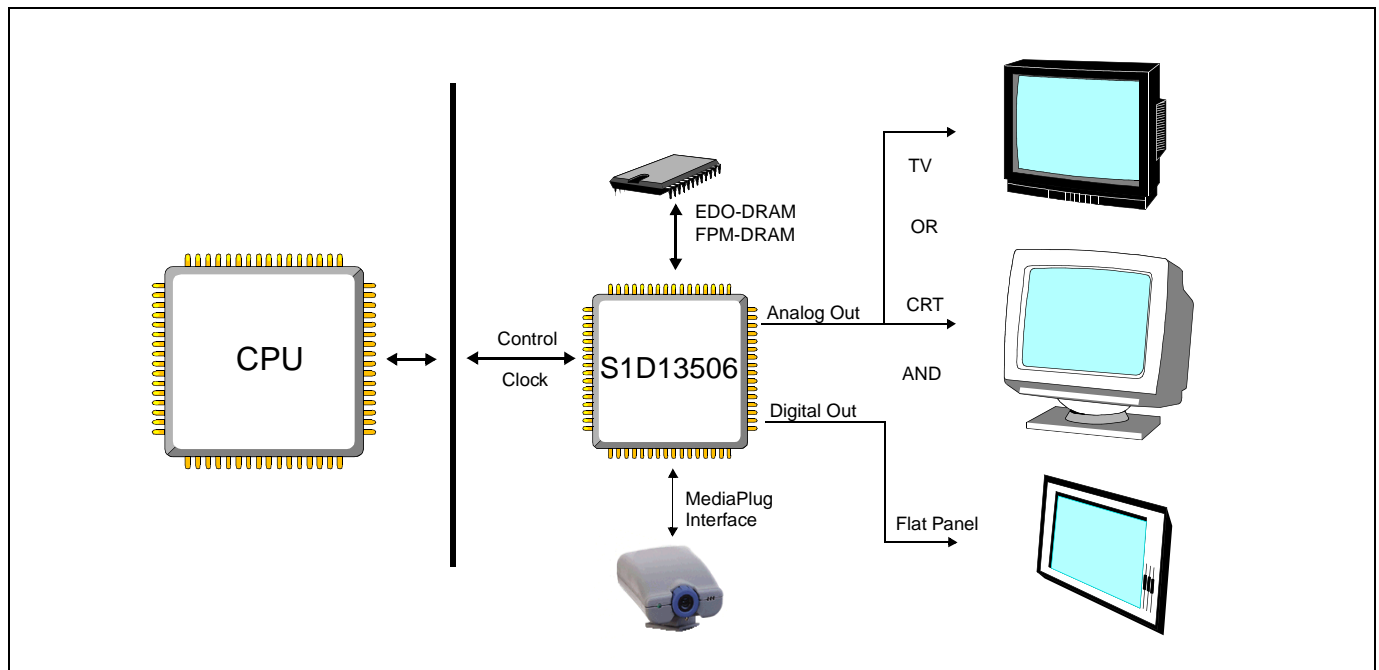 TV
EDO-DRAM
FPM-DRAM
OR
Analog Out
CRT
CPU
Control
Clock
S1D13506
AND
Digital Out
MediaPlug
Interface
Flat Panel